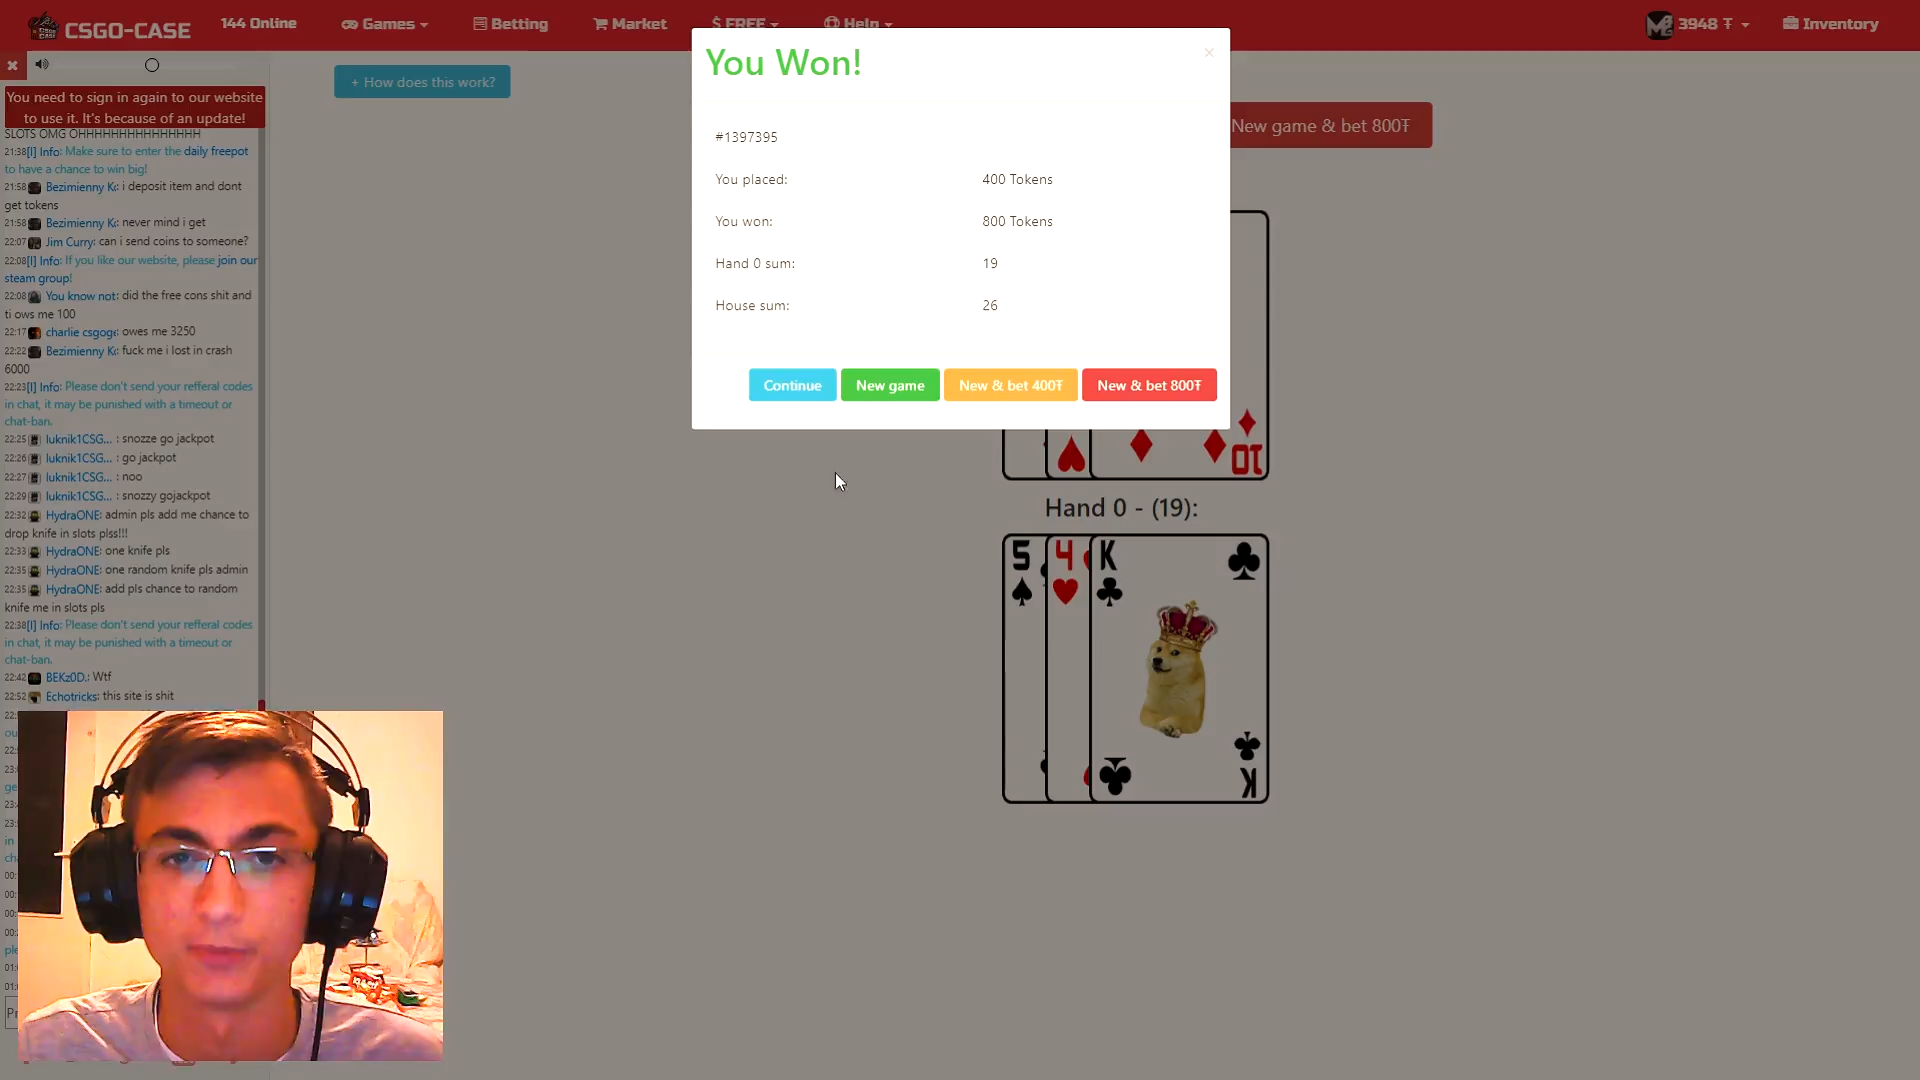 CSGO-CASE
144 Online
Games
Betting
Market
$ FREE
Help
3948 Ŧ
Inventory
You need to sign in again to our website
to use it. It's because of an update!
SLOTS OMG OHHHHHHHHHHHHHHH
21:38[I] Info: Make sure to enter the daily freepot
to have a chance to win big!
21:58 Bezimienny Kc: i deposit item and dont
get tokens
21:58 Bezimienny Kc: never mind i get
22:07 Jim Curry: can i send coins to someone?
22:08[I] Info: If you like our website, please join our
steam group!
22:08 You know not: did the free cons shit and
ti ows me 100
22:17 charlie csgoge: owes me 3250
22:22 Bezimienny Kc: fuck me i lost in crash
6000
22:23[I] Info: Please don't send your refferal codes
in chat, it may be punished with a timeout or
chat-ban.
22:25 luknik1CSG... : snozze go jackpot
22:26 luknik1CSG... : go jackpot
22:27 luknik1CSG... : noo
22:29 luknik1CSG... : snozzy gojackpot
22:32 HydraONE: admin pls add me chance to
drop knife in slots plss!!!
22:33 HydraONE: one knife pls
22:35 HydraONE: one random knife pls admin
22:35 HydraONE: add pls chance to random
knife me in slots pls
22:38[I] Info: Please don't send your refferal codes
in chat, it may be punished with a timeout or
chat-ban.
22:42 BEKz0D.: Wtf
22:52 Echotricks: this site is shit
+ How does this work?
New game & bet 800Ŧ
You Won!
×
#1397395
You placed: 400 Tokens
You won: 800 Tokens
Hand 0 sum: 19
House sum: 26
Continue
New game
New & bet 400Ŧ
New & bet 800Ŧ
10
Hand 0 - (19):
5 4 K
K